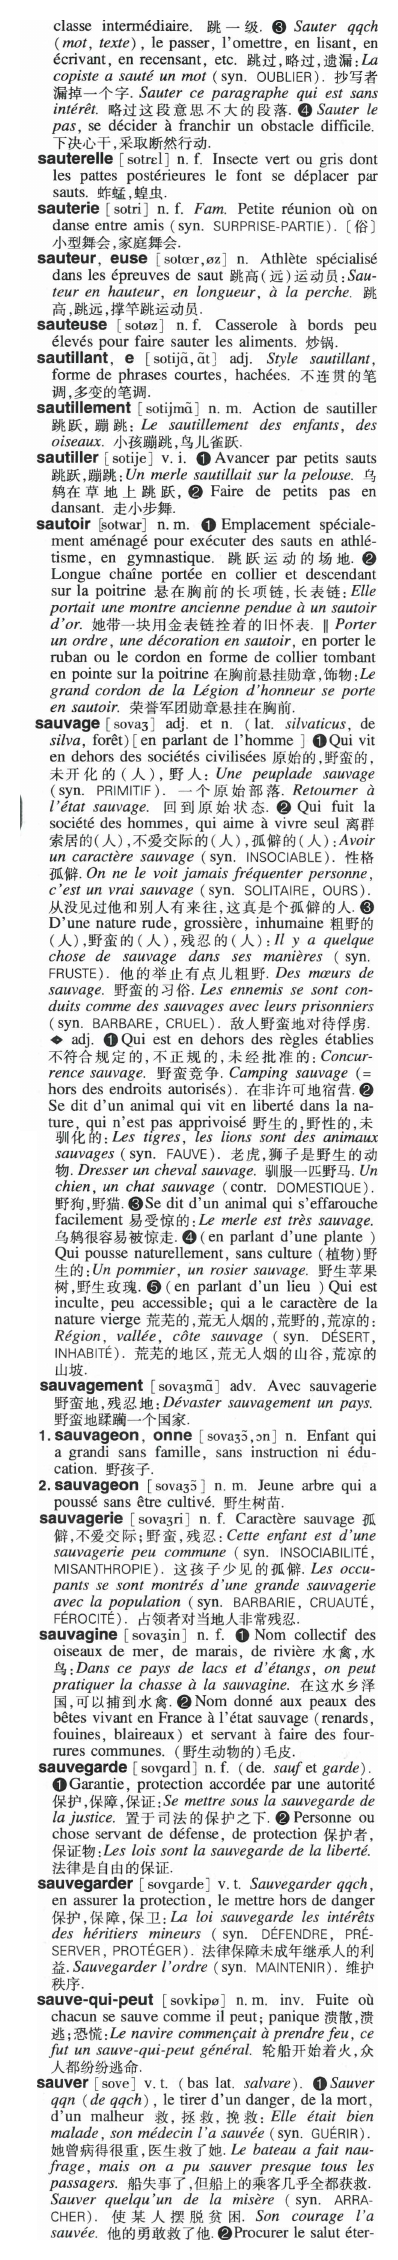 classe intermédiaire. 跳一级. ❸ Sauter qqch
(mot, texte), le passer, l'omettre, en lisant, en
écrivant, en recensant, etc. 跳过,略过,遗漏:La
copiste a sauté un mot (syn. OUBLIER). 抄写者
漏掉一个字. Sauter ce paragraphe qui est sans
intérêt. 略过这段意思不大的段落. ❹ Sauter le
pas, se décider à franchir un obstacle difficile.
下决心干,采取断然行动.
sauterelle [sotrɛl] n. f. Insecte vert ou gris dont
les pattes postérieures le font se déplacer par
sauts. 蚱蜢,蝗虫.
sauterie [sotri] n. f. Fam. Petite réunion où on
danse entre amis (syn. SURPRISE-PARTIE). 〔俗〕
小型舞会,家庭舞会.
sauteur, euse [sotœr,øz] n. Athlète spécialisé
dans les épreuves de saut 跳高(远)运动员:Sau-
teur en hauteur, en longueur, à la perche. 跳
高,跳远,撑竿跳运动员.
sauteuse [sotøz] n. f. Casserole à bords peu
élevés pour faire sauter les aliments. 炒锅.
sautillant, e [sotijɑ̃, ɑ̃t] adj. Style sautillant,
forme de phrases courtes, hachées. 不连贯的笔
调,多变的笔调.
sautillement [sotijmɑ̃] n. m. Action de sautiller
跳跃, 蹦跳: Le sautillement des enfants, des
oiseaux. 小孩蹦跳,鸟儿雀跃.
sautiller [sotije] v. i. ❶ Avancer par petits sauts
跳跃,蹦跳:Un merle sautillait sur la pelouse. 乌
鸫在草地上跳跃, ❷ Faire de petits pas en
dansant. 走小步舞.
sautoir [sotwar] n. m. ❶ Emplacement spéciale-
ment aménagé pour exécuter des sauts en athlé-
tisme, en gymnastique. 跳跃运动的场地. ❷
Longue chaîne portée en collier et descendant
sur la poitrine 悬在胸前的长项链,长表链: Elle
portait une montre ancienne pendue à un sautoir
d'or. 她带一块用金表链拴着的旧怀表. ‖ Porter
un ordre, une décoration en sautoir, en porter le
ruban ou le cordon en forme de collier tombant
en pointe sur la poitrine 在胸前悬挂勋章,饰物:Le
grand cordon de la Légion d'honneur se porte
en sautoir. 荣誉军团勋章悬挂在胸前.
sauvage [sovaʒ] adj. et n. (lat. silvaticus, de
silva, forêt) [en parlant de l'homme] ❶ Qui vit
en dehors des sociétés civilisées 原始的,野蛮的,
未开化的(人), 野人: Une peuplade sauvage
(syn. PRIMITIF). 一个原始部落. Retourner à
l'état sauvage. 回到原始状态. ❷ Qui fuit la
société des hommes, qui aime à vivre seul 离群
索居的(人),不爱交际的(人),孤僻的(人):Avoir
un caractère sauvage (syn. INSOCIABLE). 性格
孤僻. On ne le voit jamais fréquenter personne,
c'est un vrai sauvage (syn. SOLITAIRE, OURS).
从没见过他和别人有来往,这真是个孤僻的人. ❸
D'une nature rude, grossière, inhumaine 粗野的
(人),野蛮的(人),残忍的(人): Il y a quelque
chose de sauvage dans ses manières (syn.
FRUSTE). 他的举止有点儿粗野. Des mœurs de
sauvage. 野蛮的习俗. Les ennemis se sont con-
duits comme des sauvages avec leurs prisonniers
(syn. BARBARE, CRUEL). 敌人野蛮地对待俘虏.
◆ adj. ❶ Qui est en dehors des règles établies
不符合规定的,不正规的,未经批准的: Concur-
rence sauvage. 野蛮竞争. Camping sauvage (=
hors des endroits autorisés). 在非许可地宿营. ❷
Se dit d'un animal qui vit en liberté dans la na-
ture, qui n'est pas apprivoisé 野生的,野性的,未
驯化的: Les tigres, les lions sont des animaux
sauvages (syn. FAUVE). 老虎,狮子是野生的动
物. Dresser un cheval sauvage. 驯服一匹野马. Un
chien, un chat sauvage (contr. DOMESTIQUE).
野狗,野猫. ❸ Se dit d'un animal qui s'effarouche
facilement 易受惊的: Le merle est très sauvage.
乌鸫很容易被惊走. ❹ (en parlant d'une plante)
Qui pousse naturellement, sans culture (植物)野
生的:Un pommier, un rosier sauvage. 野生苹果
树,野生玫瑰. ❺ (en parlant d'un lieu) Qui est
inculte, peu accessible; qui a le caractère de la
nature vierge 荒芜的,荒无人烟的,荒野的,荒凉的:
Région, vallée, côte sauvage (syn. DÉSERT,
INHABITÉ). 荒芜的地区,荒无人烟的山谷,荒凉的
山坡.
sauvagement [sovaʒmɑ̃] adv. Avec sauvagerie
野蛮地,残忍地:Dévaster sauvagement un pays.
野蛮地蹂躏一个国家.
1. sauvageon, onne [sovaʒɔ̃,ɔn] n. Enfant qui
a grandi sans famille, sans instruction ni édu-
cation. 野孩子.
2. sauvageon [sovaʒɔ̃] n. m. Jeune arbre qui a
poussé sans être cultivé. 野生树苗.
sauvagerie [sovaʒri] n. f. Caractère sauvage 孤
僻,不爱交际;野蛮,残忍: Cette enfant est d'une
sauvagerie peu commune (syn. INSOCIABILITÉ,
MISANTHROPIE). 这孩子少见的孤僻. Les occu-
pants se sont montrés d'une grande sauvagerie
avec la population (syn. BARBARIE, CRUAUTÉ,
FÉROCITÉ). 占领者对当地人非常残忍.
sauvagine [sovaʒin] n. f. ❶ Nom collectif des
oiseaux de mer, de marais, de rivière 水禽,水
鸟:Dans ce pays de lacs et d'étangs, on peut
pratiquer la chasse à la sauvagine. 在这水乡泽
国,可以捕到水禽. ❷ Nom donné aux peaux des
bêtes vivant en France à l'état sauvage (renards,
fouines, blaireaux) et servant à faire des four-
rures communes. (野生动物的)毛皮.
sauvegarde [sovgard] n. f. (de. sauf et garde).
❶ Garantie, protection accordée par une autorité
保护,保障,保证:Se mettre sous la sauvegarde de
la justice. 置于司法的保护之下. ❷ Personne ou
chose servant de défense, de protection 保护者,
保证物:Les lois sont la sauvegarde de la liberté.
法律是自由的保证.
sauvegarder [sovgarde] v. t. Sauvegarder qqch,
en assurer la protection, le mettre hors de danger
保护,保障,保卫:La loi sauvegarde les intérêts
des héritiers mineurs (syn. DÉFENDRE, PRÉ-
SERVER, PROTÉGER). 法律保障未成年继承人的利
益. Sauvegarder l'ordre (syn. MAINTENIR). 维护
秩序.
sauve-qui-peut [sovkipø] n. m. inv. Fuite où
chacun se sauve comme il peut; panique 溃散,溃
逃;恐慌:Le navire commençait à prendre feu, ce
fut un sauve-qui-peut général. 轮船开始着火,众
人都纷纷逃命.
sauver [sove] v. t. (bas lat. salvare). ❶ Sauver
qqn (de qqch), le tirer d'un danger, de la mort,
d'un malheur 救, 拯救, 挽救: Elle était bien
malade, son médecin l'a sauvée (syn. GUÉRIR).
她曾病得很重,医生救了她. Le bateau a fait nau-
frage, mais on a pu sauver presque tous les
passagers. 船失事了,但船上的乘客几乎全都获救.
Sauver quelqu'un de la misère (syn. ARRA-
CHER). 使某人摆脱贫困. Son courage l'a
sauvée. 他的勇敢救了他. ❷ Procurer le salut éter-